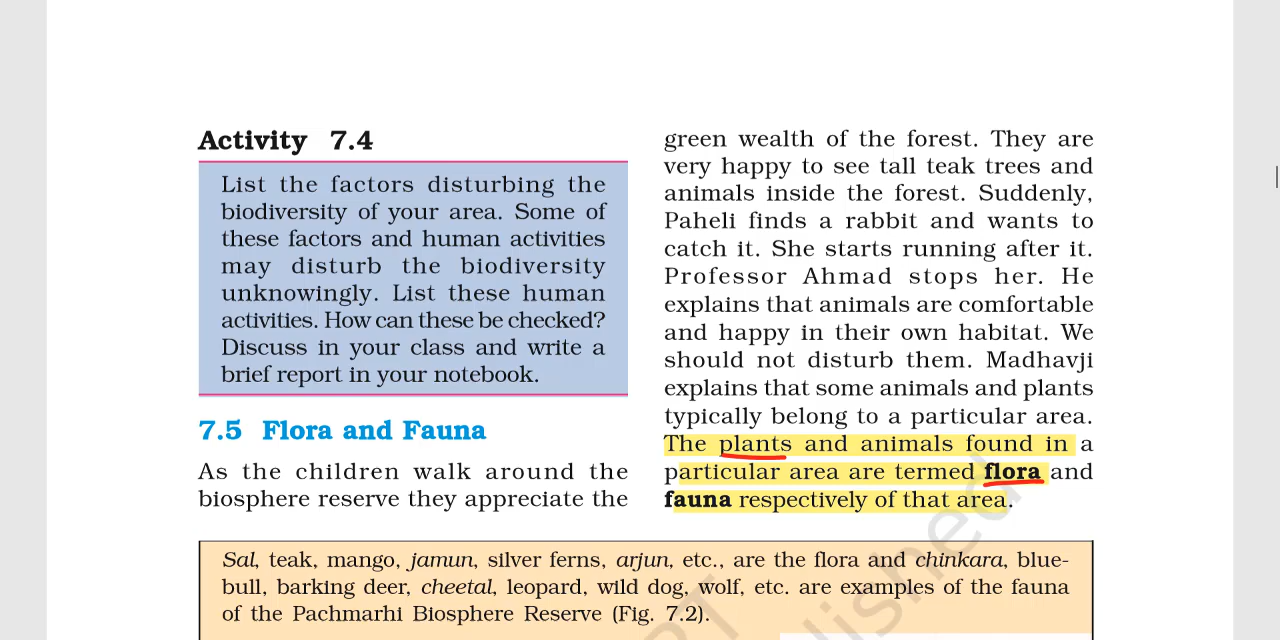 Activity 7.4
List the factors disturbing the
biodiversity of your area. Some of
these factors and human activities
may disturb the biodiversity
unknowingly. List these human
activities. How can these be checked?
Discuss in your class and write a
brief report in your notebook.
7.5 Flora and Fauna
As the children walk around the
biosphere reserve they appreciate the
green wealth of the forest. They are
very happy to see tall teak trees and
animals inside the forest. Suddenly,
Paheli finds a rabbit and wants to
catch it. She starts running after it.
Professor Ahmad stops her. He
explains that animals are comfortable
and happy in their own habitat. We
should not disturb them. Madhavji
explains that some animals and plants
typically belong to a particular area.
The plants and animals found in a
particular area are termed flora and
fauna respectively of that area.
Sal, teak, mango, jamun, silver ferns, arjun, etc., are the flora and chinkara, blue-
bull, barking deer, cheetal, leopard, wild dog, wolf, etc. are examples of the fauna
of the Pachmarhi Biosphere Reserve (Fig. 7.2).